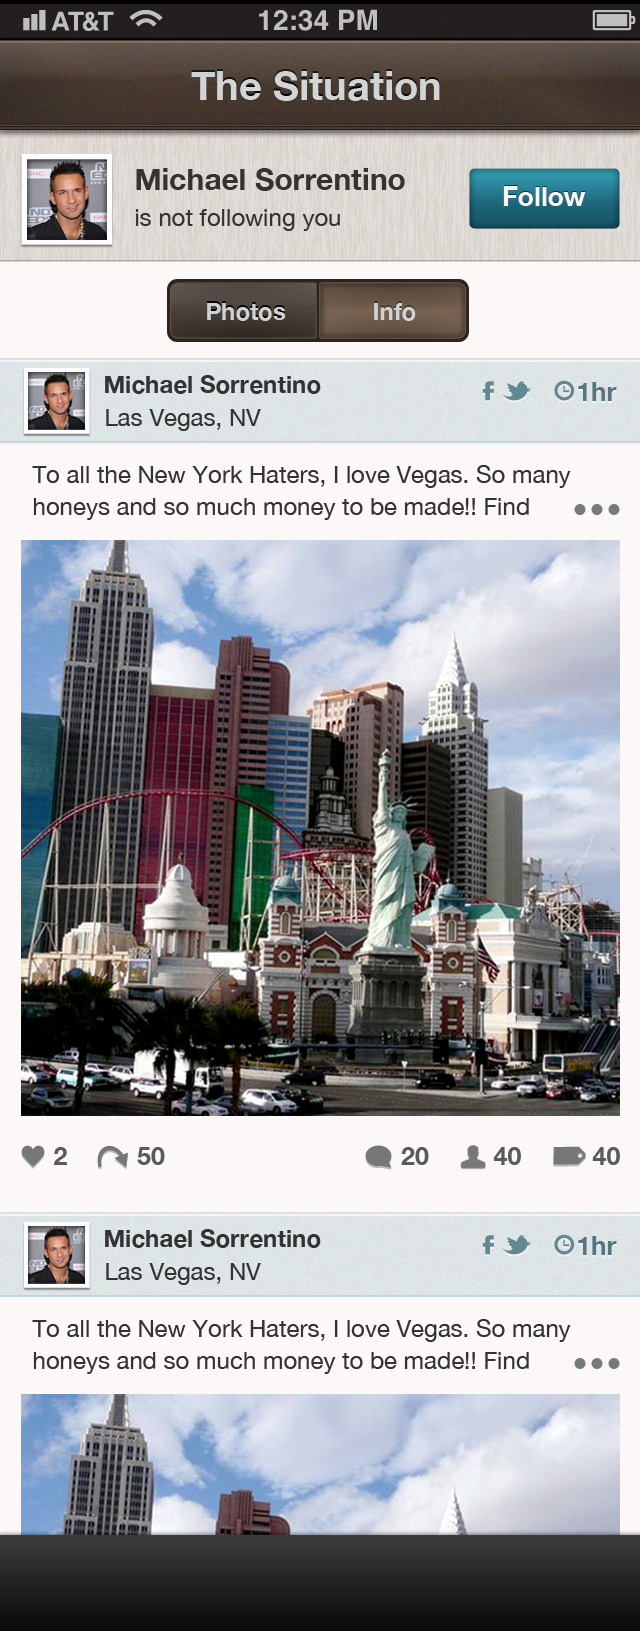 AT&T 12:34 PM
The Situation
Michael Sorrentino
is not following you
Follow
Photos Info
Michael Sorrentino
1hr
Las Vegas, NV
To all the New York Haters, I love Vegas. So many
honeys and so much money to be made!! Find
2 50 20 40 40
Michael Sorrentino
1hr
Las Vegas, NV
To all the New York Haters, I love Vegas. So many
honeys and so much money to be made!! Find